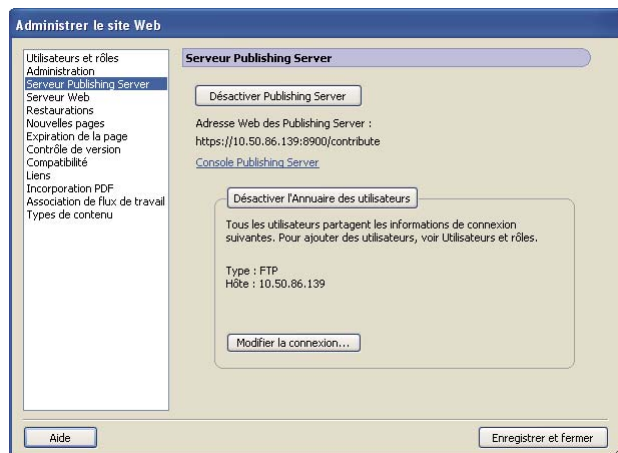 Administrer le site Web
Utilisateurs et rôles
Administration
Serveur Publishing Server
Serveur Web
Restaurations
Nouvelles pages
Expiration de la page
Contrôle de version
Compatibilité
Liens
Incorporation PDF
Association de flux de travail
Types de contenu
Serveur Publishing Server
Désactiver Publishing Server
Adresse Web des Publishing Server :
https://10.50.86.139:8900/contribute
Console Publishing Server
Désactiver l'Annuaire des utilisateurs
Tous les utilisateurs partagent les informations de connexion
suivantes. Pour ajouter des utilisateurs, voir Utilisateurs et rôles.
Type : FTP
Hôte : 10.50.86.139
Modifier la connexion...
Aide
Enregistrer et fermer